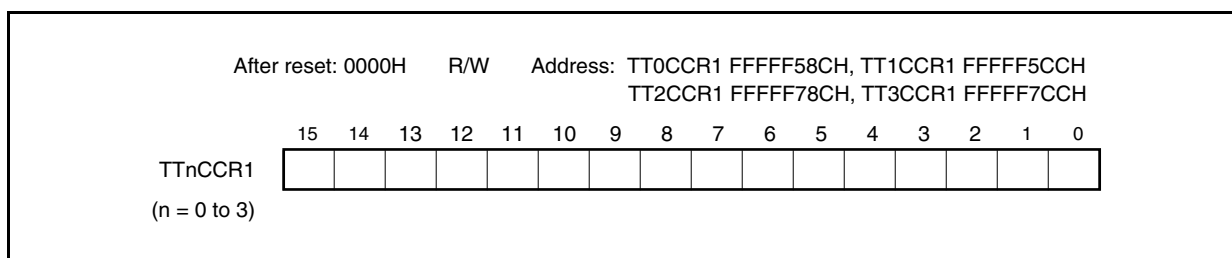 After reset: 0000H R/W Address: TT0CCR1 FFFFF58CH, TT1CCR1 FFFFF5CCH
TT2CCR1 FFFFF78CH, TT3CCR1 FFFFF7CCH
15 14 13 12 11 10 9 8 7 6 5 4 3 2 1 0
TTnCCR1
(n = 0 to 3)